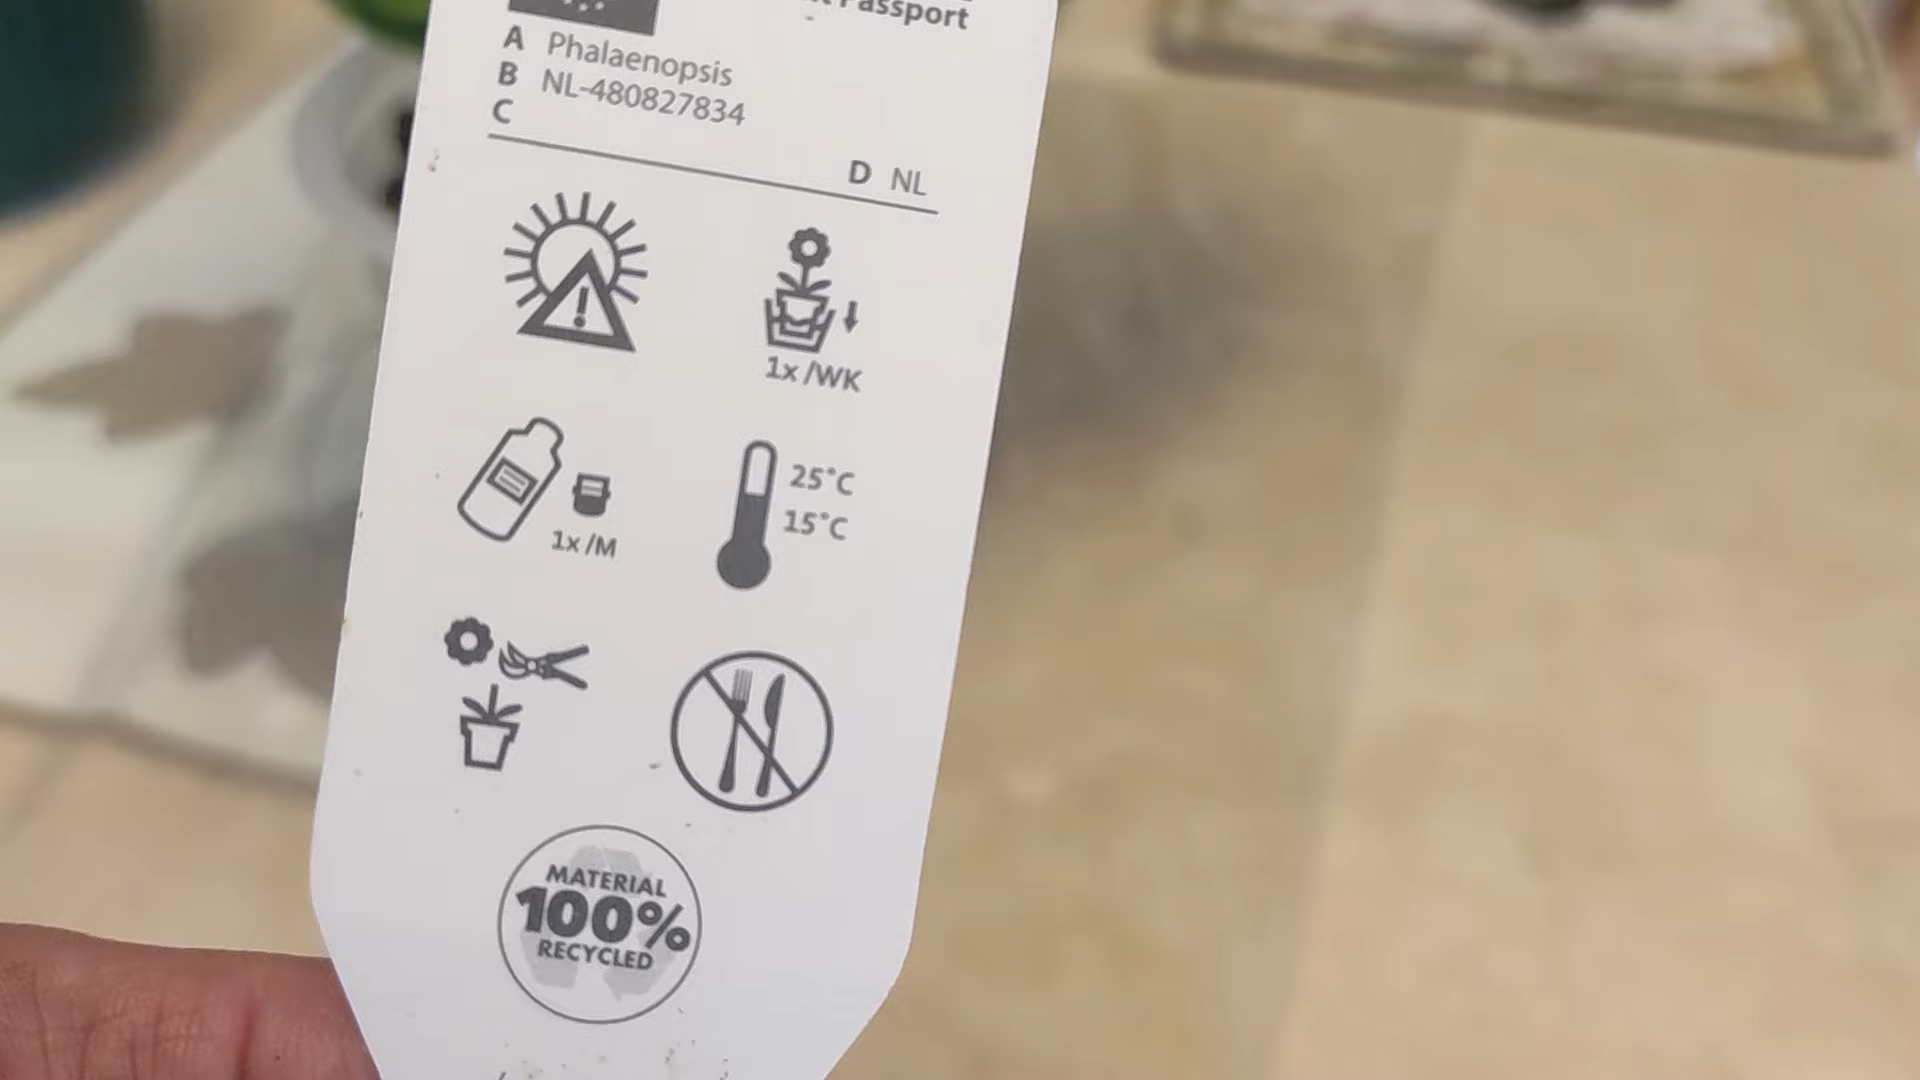 Passport
A Phalaenopsis
B NL-480827834
C
D NL
1x/WK
25°C
15°C
1x/M
MATERIAL
100%
RECYCLED